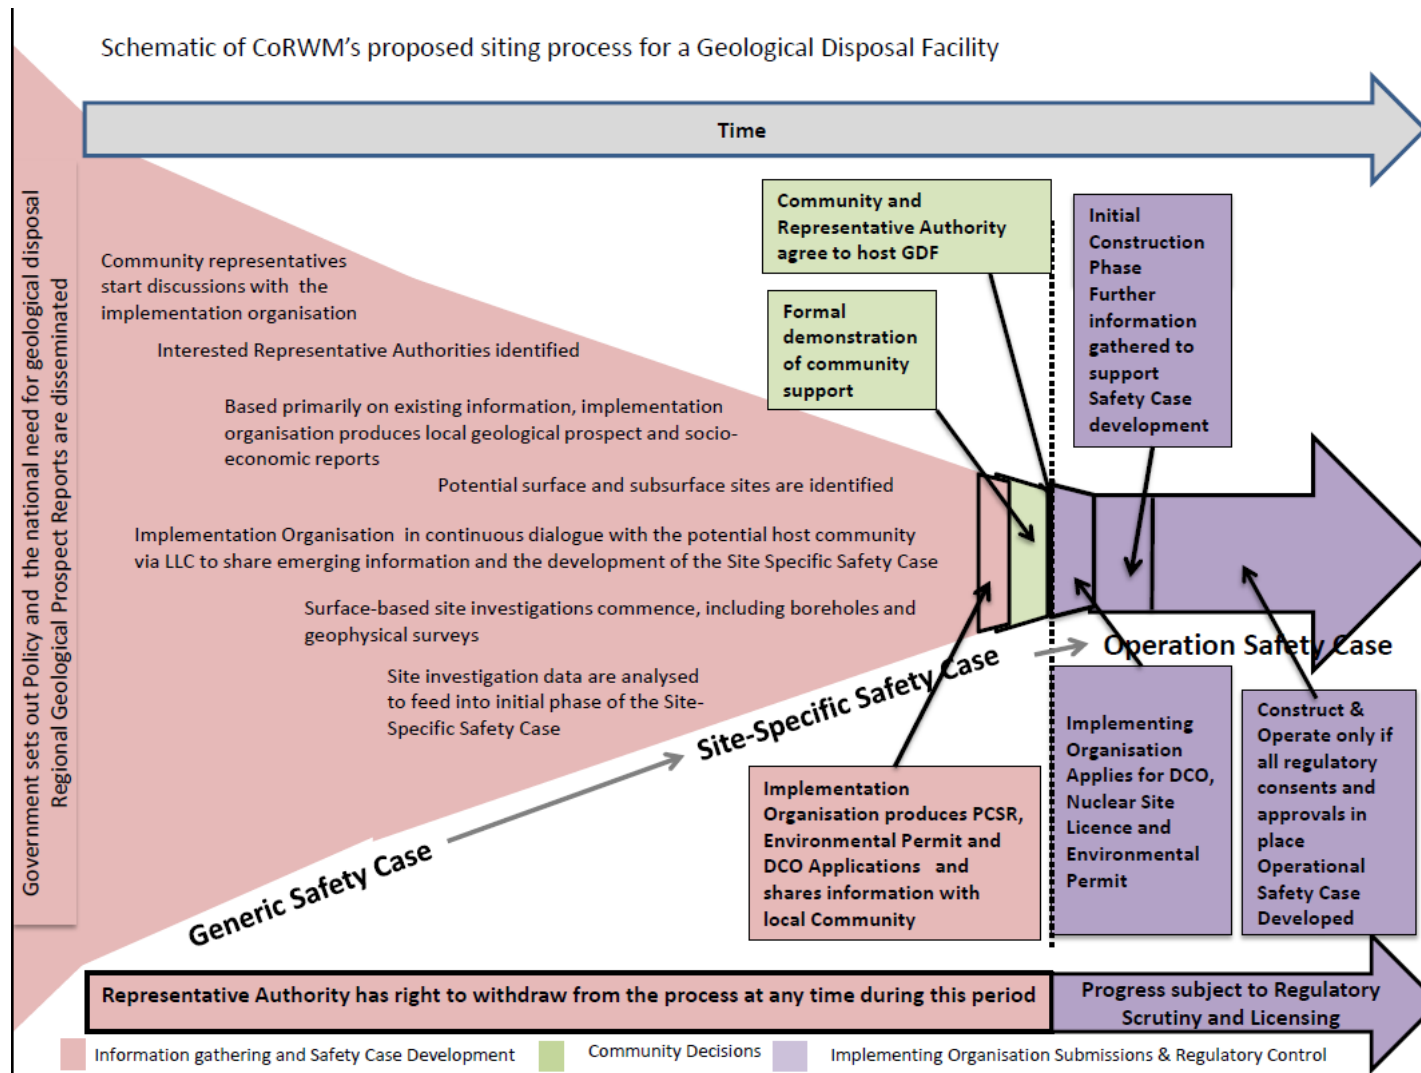 Schematic of CoRWM's proposed siting process for a Geological Disposal Facility
Time
Government sets out Policy and the national need for geological disposal
Regional Geological Prospect Reports are disseminated
Community representatives
start discussions with the
implementation organisation
Interested Representative Authorities identified
Based primarily on existing information, implementation
organisation produces local geological prospect and socio-
economic reports
Potential surface and subsurface sites are identified
Implementation Organisation in continuous dialogue with the potential host community
via LLC to share emerging information and the development of the Site Specific Safety Case
Surface-based site investigations commence, including boreholes and
geophysical surveys
Site investigation data are analysed
to feed into initial phase of the Site-
Specific Safety Case
Community and
Representative Authority
agree to host GDF
Formal
demonstration
of community
support
Initial
Construction
Phase
Further
information
gathered to
support
Safety Case
development
Generic Safety Case
Site-Specific Safety Case
Operation Safety Case
Implementation
Organisation produces PCSR,
Environmental Permit and
DCO Applications and
shares information with
local Community
Implementing
Organisation
Applies for DCO,
Nuclear Site
Licence and
Environmental
Permit
Construct &
Operate only if
all regulatory
consents and
approvals in
place
Operational
Safety Case
Developed
Representative Authority has right to withdraw from the process at any time during this period
Progress subject to Regulatory
Scrutiny and Licensing
Information gathering and Safety Case Development
Community Decisions
Implementing Organisation Submissions & Regulatory Control